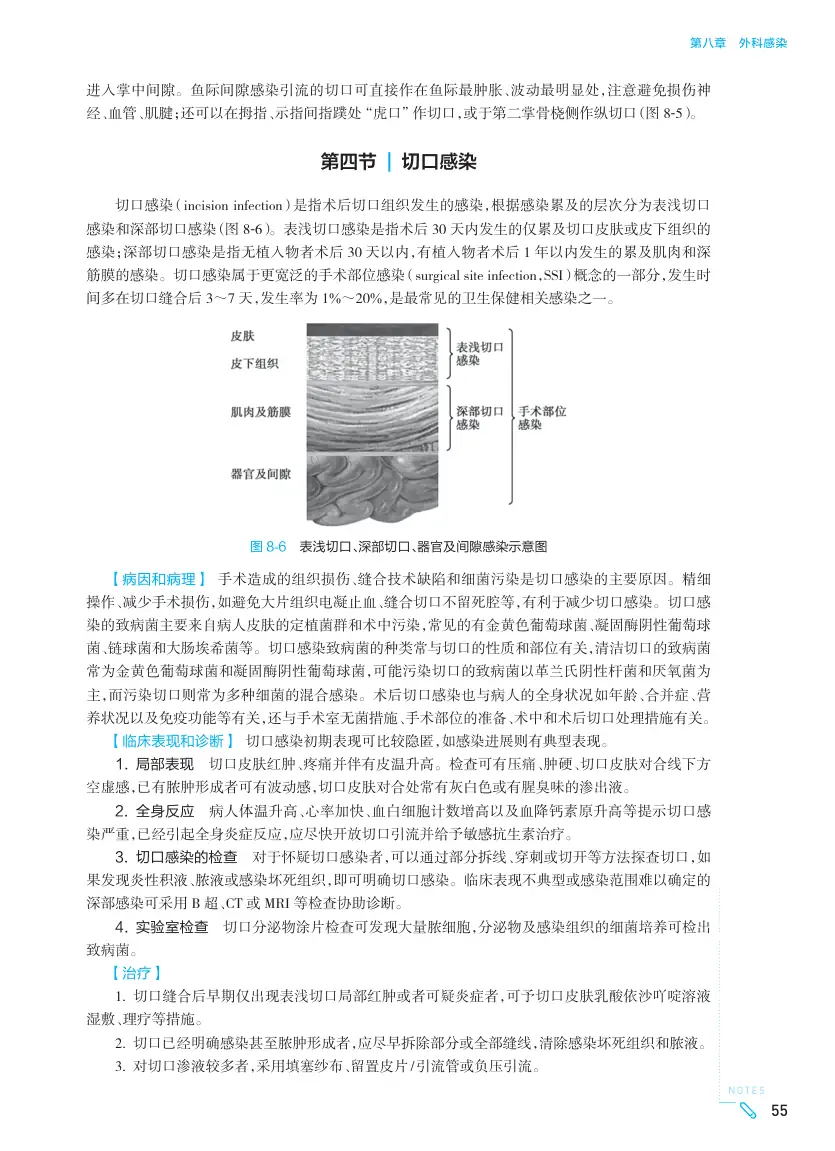 第八章 外科感染
进入掌中间隙。鱼际间隙感染引流的切口可直接作在鱼际最肿胀、波动最明显处,注意避免损伤神
经、血管、肌腱;还可以在拇指、示指间指蹼处“虎口”作切口,或于第二掌骨桡侧作纵切口(图 8-5)。
第四节 | 切口感染
切口感染(incision infection)是指术后切口组织发生的感染,根据感染累及的层次分为表浅切口
感染和深部切口感染(图 8-6)。表浅切口感染是指术后 30 天内发生的仅累及切口皮肤或皮下组织的
感染;深部切口感染是指无植入物者术后 30 天以内,有植入物者术后 1 年以内发生的累及肌肉和深
筋膜的感染。切口感染属于更宽泛的手术部位感染(surgical site infection,SSI)概念的一部分,发生时
间多在切口缝合后 3～7 天,发生率为 1%～20%,是最常见的卫生保健相关感染之一。
皮肤
皮下组织
肌肉及筋膜
器官及间隙
表浅切口
感染
深部切口
感染
手术部位
感染
图 8-6 表浅切口、深部切口、器官及间隙感染示意图
【病因和病理】 手术造成的组织损伤、缝合技术缺陷和细菌污染是切口感染的主要原因。精细
操作、减少手术损伤,如避免大片组织电凝止血、缝合切口不留死腔等,有利于减少切口感染。切口感
染的致病菌主要来自病人皮肤的定植菌群和术中污染,常见的有金黄色葡萄球菌、凝固酶阴性葡萄球
菌、链球菌和大肠埃希菌等。切口感染致病菌的种类常与切口的性质和部位有关,清洁切口的致病菌
常为金黄色葡萄球菌和凝固酶阴性葡萄球菌,可能污染切口的致病菌以革兰氏阴性杆菌和厌氧菌为
主,而污染切口则常为多种细菌的混合感染。术后切口感染也与病人的全身状况如年龄、合并症、营
养状况以及免疫功能等有关,还与手术室无菌措施、手术部位的准备、术中和术后切口处理措施有关。
【临床表现和诊断】 切口感染初期表现可比较隐匿,如感染进展则有典型表现。
1. 局部表现 切口皮肤红肿、疼痛并伴有皮温升高。检查可有压痛、肿硬、切口皮肤对合线下方
空虚感,已有脓肿形成者可有波动感,切口皮肤对合处常有灰白色或有腥臭味的渗出液。
2. 全身反应 病人体温升高、心率加快、血白细胞计数增高以及血降钙素原升高等提示切口感
染严重,已经引起全身炎症反应,应尽快开放切口引流并给予敏感抗生素治疗。
3. 切口感染的检查 对于怀疑切口感染者,可以通过部分拆线、穿刺或切开等方法探查切口,如
果发现炎性积液、脓液或感染坏死组织,即可明确切口感染。临床表现不典型或感染范围难以确定的
深部感染可采用 B 超、CT 或 MRI 等检查协助诊断。
4. 实验室检查 切口分泌物涂片检查可发现大量脓细胞,分泌物及感染组织的细菌培养可检出
致病菌。
【治疗】
1. 切口缝合后早期仅出现表浅切口局部红肿或者可疑炎症者,可予切口皮肤乳酸依沙吖啶溶液
湿敷、理疗等措施。
2. 切口已经明确感染甚至脓肿形成者,应尽早拆除部分或全部缝线,清除感染坏死组织和脓液。
3. 对切口渗液较多者,采用填塞纱布、留置皮片/引流管或负压引流。
NOTES
55